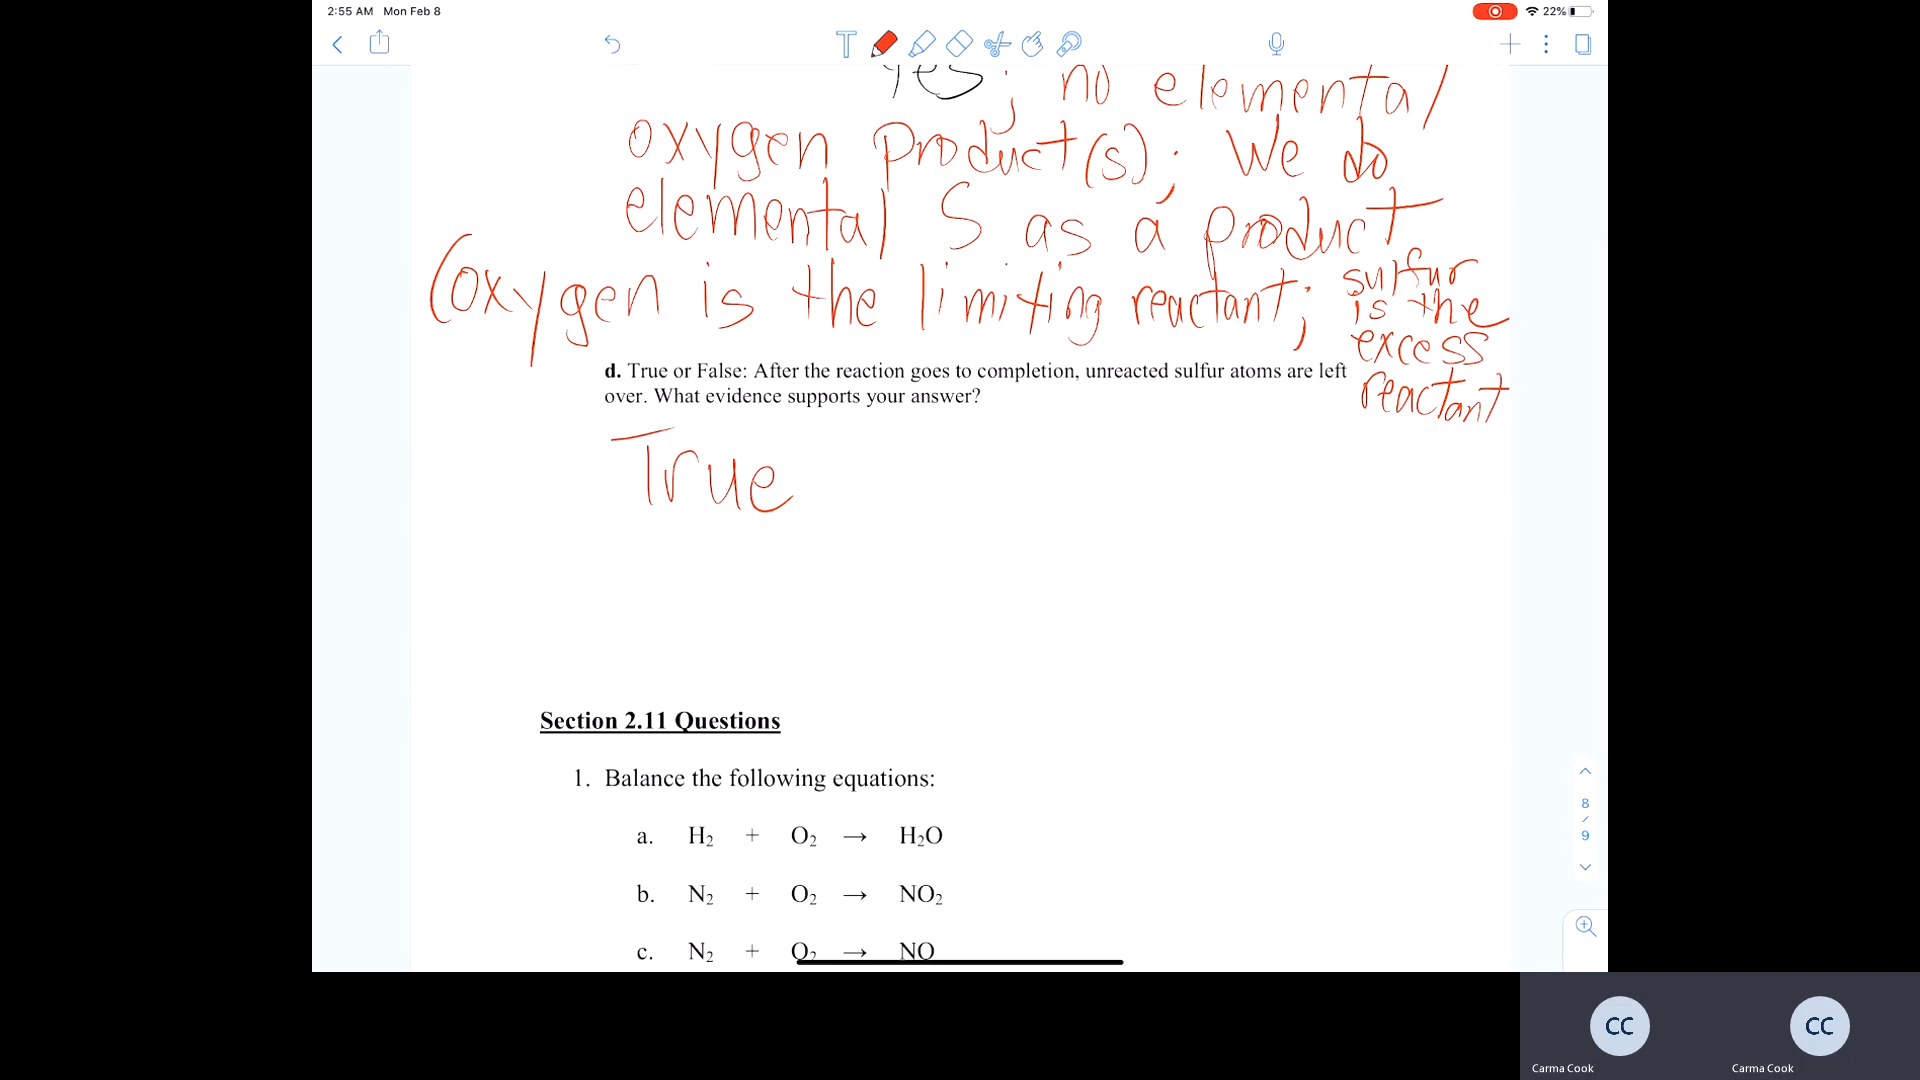 2:55 AM Mon Feb 8
22%
yes; no elemental
oxygen product(s); We do
elemental S as a product
(oxygen is the limiting reactant; sulfur
is the
excess
reactant
d. True or False: After the reaction goes to completion, unreacted sulfur atoms are left
over. What evidence supports your answer?
True
Section 2.11 Questions
1. Balance the following equations:
a. H₂ + O₂ → H₂O
b. N₂ + O₂ → NO₂
c. N₂ + O₂ → NO
8
/
9
CC CC
Carma Cook Carma Cook